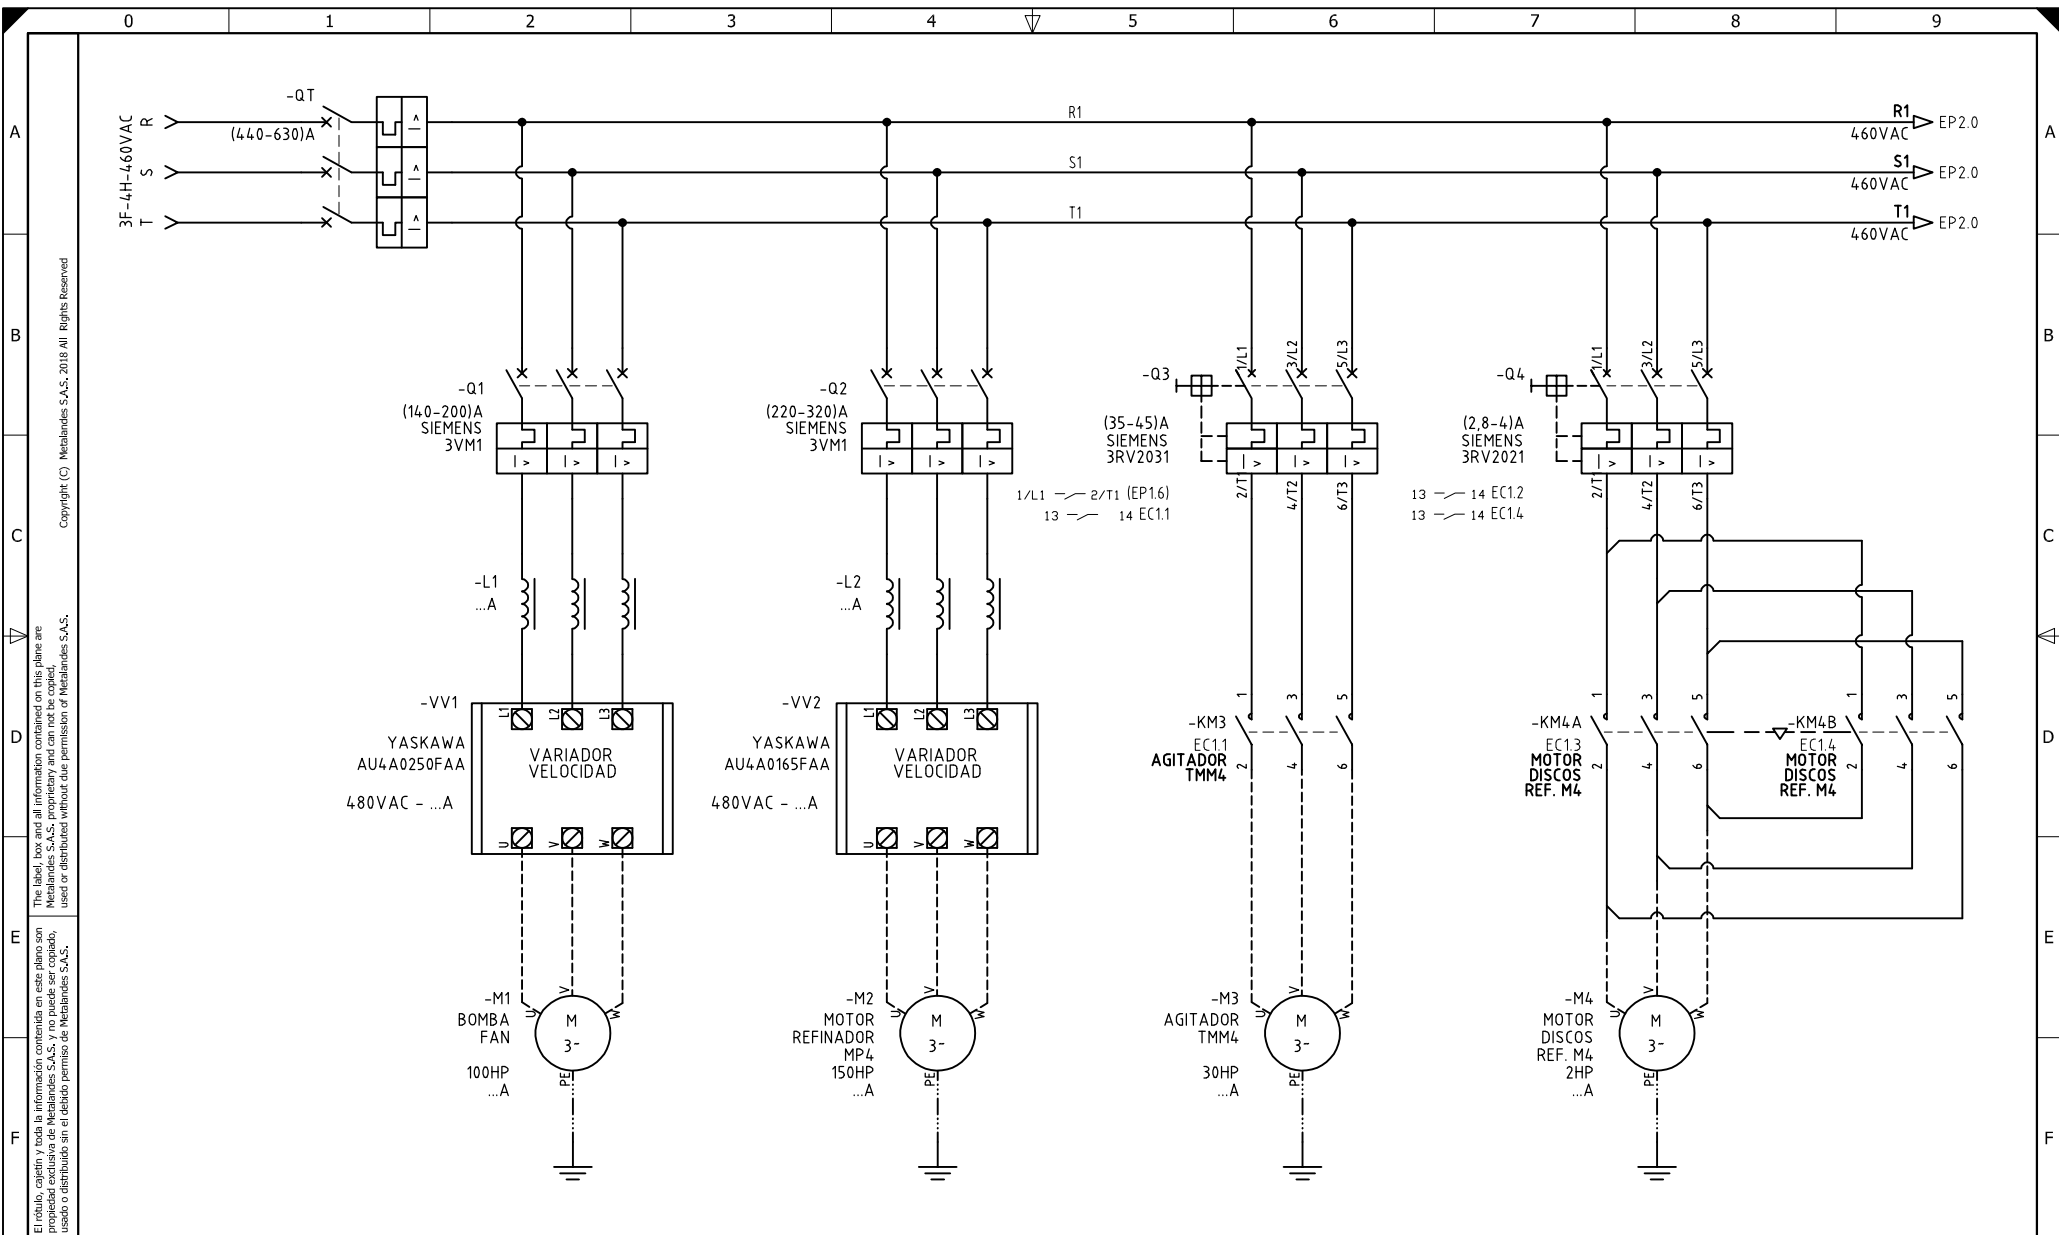 0 1 2 3 4 5 6 7 8 9
A
B
C
D
E
F
A
B
C
D
E
F
Copyright (C) Metalandes S.A.S. 2018 All Rights Reserved
The label, box and all information contained on this plane are
Metalandes S.A.S. proprietary and can not be copied,
used or distributed without due permission of Metalandes S.A.S.
El rótulo, cajetín y toda la información contenida en este plano son
propiedad exclusiva de Metalandes S.A.S. y no puede ser copiado,
usado o distribuido sin el debido permiso de Metalandes S.A.S.
3F-4H-460VAC
R
S
T
-QT
(440-630)A
R1
S1
T1
R1
460VAC
EP2.0
S1
460VAC
EP2.0
T1
460VAC
EP2.0
-Q1
(140-200)A
SIEMENS
3VM1
I> I> I>
-L1
...A
-VV1
YASKAWA
AU4A0250FAA
480VAC - ...A
L1 L2 L3
VARIADOR
VELOCIDAD
U V W
-M1
BOMBA
FAN
100HP
...A
U V W
M
3~
PE
-Q2
(220-320)A
SIEMENS
3VM1
I> I> I>
-L2
...A
-VV2
YASKAWA
AU4A0165FAA
480VAC - ...A
L1 L2 L3
VARIADOR
VELOCIDAD
U V W
-M2
MOTOR
REFINADOR
MP4
150HP
...A
U V W
M
3~
PE
-Q3
(35-45)A
SIEMENS
3RV2031
1/L1 3/L2 5/L3
I> I> I>
2/T1 4/T2 6/T3
1/L1 2/T1 (EP1.6)
13 14 EC1.1
-KM3
EC1.1
AGITADOR
TMM4
1 3 5
2 4 6
-M3
AGITADOR
TMM4
30HP
...A
U V W
M
3~
PE
-Q4
(2,8-4)A
SIEMENS
3RV2021
1/L1 3/L2 5/L3
I> I> I>
2/T1 4/T2 6/T3
13 14 EC1.2
13 14 EC1.4
-KM4A
EC1.3
MOTOR
DISCOS
REF. M4
1 3 5
2 4 6
-KM4B
EC1.4
MOTOR
DISCOS
REF. M4
1 3 5
2 4 6
-M4
MOTOR
DISCOS
REF. M4
2HP
...A
U V W
M
3~
PE